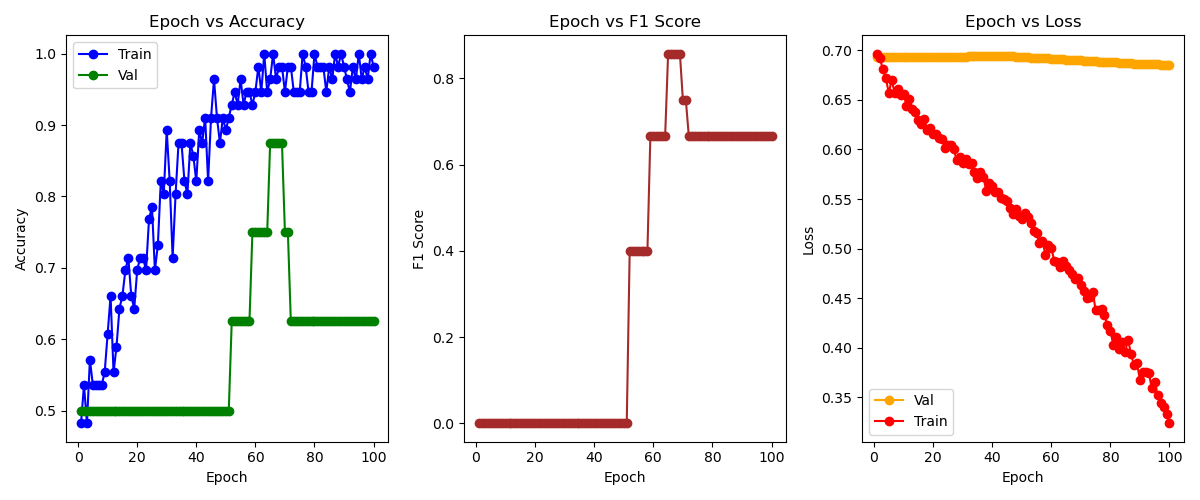 Epoch vs Accuracy
Train
Val
1.0
0.9
0.8
0.7
0.6
0.5
Accuracy
0 20 40 60 80 100
Epoch
Epoch vs F1 Score
0.8
0.6
0.4
0.2
0.0
F1 Score
0 20 40 60 80 100
Epoch
Epoch vs Loss
0.70
0.65
0.60
0.55
0.50
0.45
0.40
0.35
Loss
Val
Train
0 20 40 60 80 100
Epoch